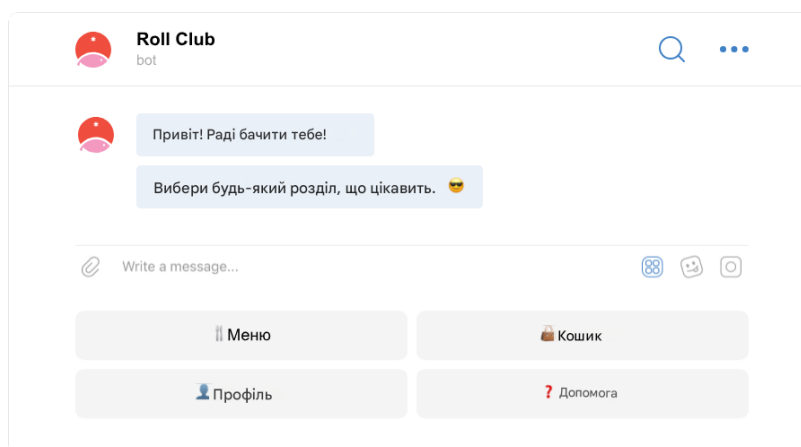 Roll Club
bot
Привіт! Раді бачити тебе!
Вибери будь-який розділ, що цікавить. 😎
Write a message...
🍴Меню
👜Кошик
👤Профіль
❓Допомога